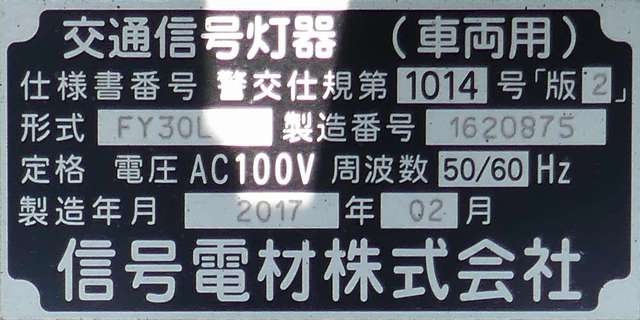 交通信号灯器 (車両用)
仕様書番号 警交仕規第 1014 号「版 2」
形式 FY30L 製造番号 1620875
定格 電圧 AC100V 周波数 50/60 Hz
製造年月 2017 年 02 月
信号電材株式会社